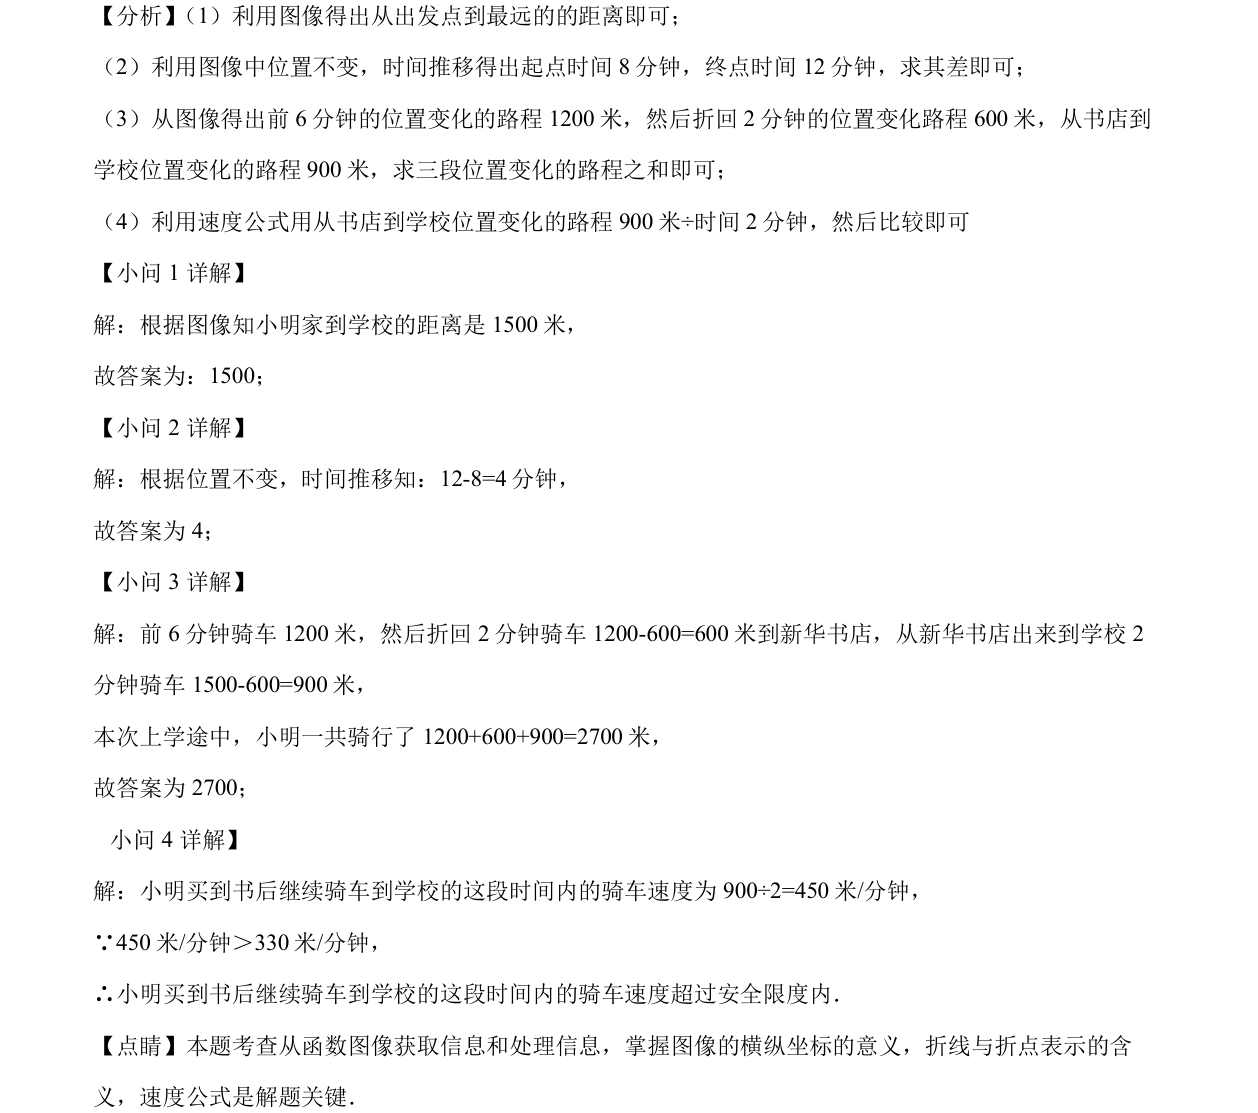 【分析】（1）利用图像得出从出发点到最远的的距离即可；
（2）利用图像中位置不变，时间推移得出起点时间 8 分钟，终点时间 12 分钟，求其差即可；
（3）从图像得出前 6 分钟的位置变化的路程 1200 米，然后折回 2 分钟的位置变化路程 600 米，从书店到
学校位置变化的路程 900 米，求三段位置变化的路程之和即可；
（4）利用速度公式用从书店到学校位置变化的路程 900 米÷时间 2 分钟，然后比较即可
【小问 1 详解】
解：根据图像知小明家到学校的距离是 1500 米，
故答案为：1500；
【小问 2 详解】
解：根据位置不变，时间推移知：12-8=4 分钟，
故答案为 4；
【小问 3 详解】
解：前 6 分钟骑车 1200 米，然后折回 2 分钟骑车 1200-600=600 米到新华书店，从新华书店出来到学校 2
分钟骑车 1500-600=900 米，
本次上学途中，小明一共骑行了 1200+600+900=2700 米，
故答案为 2700；
小问 4 详解】
解：小明买到书后继续骑车到学校的这段时间内的骑车速度为 900÷2=450 米/分钟，
∵450 米/分钟＞330 米/分钟，
∴小明买到书后继续骑车到学校的这段时间内的骑车速度超过安全限度内．
【点睛】本题考查从函数图像获取信息和处理信息，掌握图像的横纵坐标的意义，折线与折点表示的含
义，速度公式是解题关键．